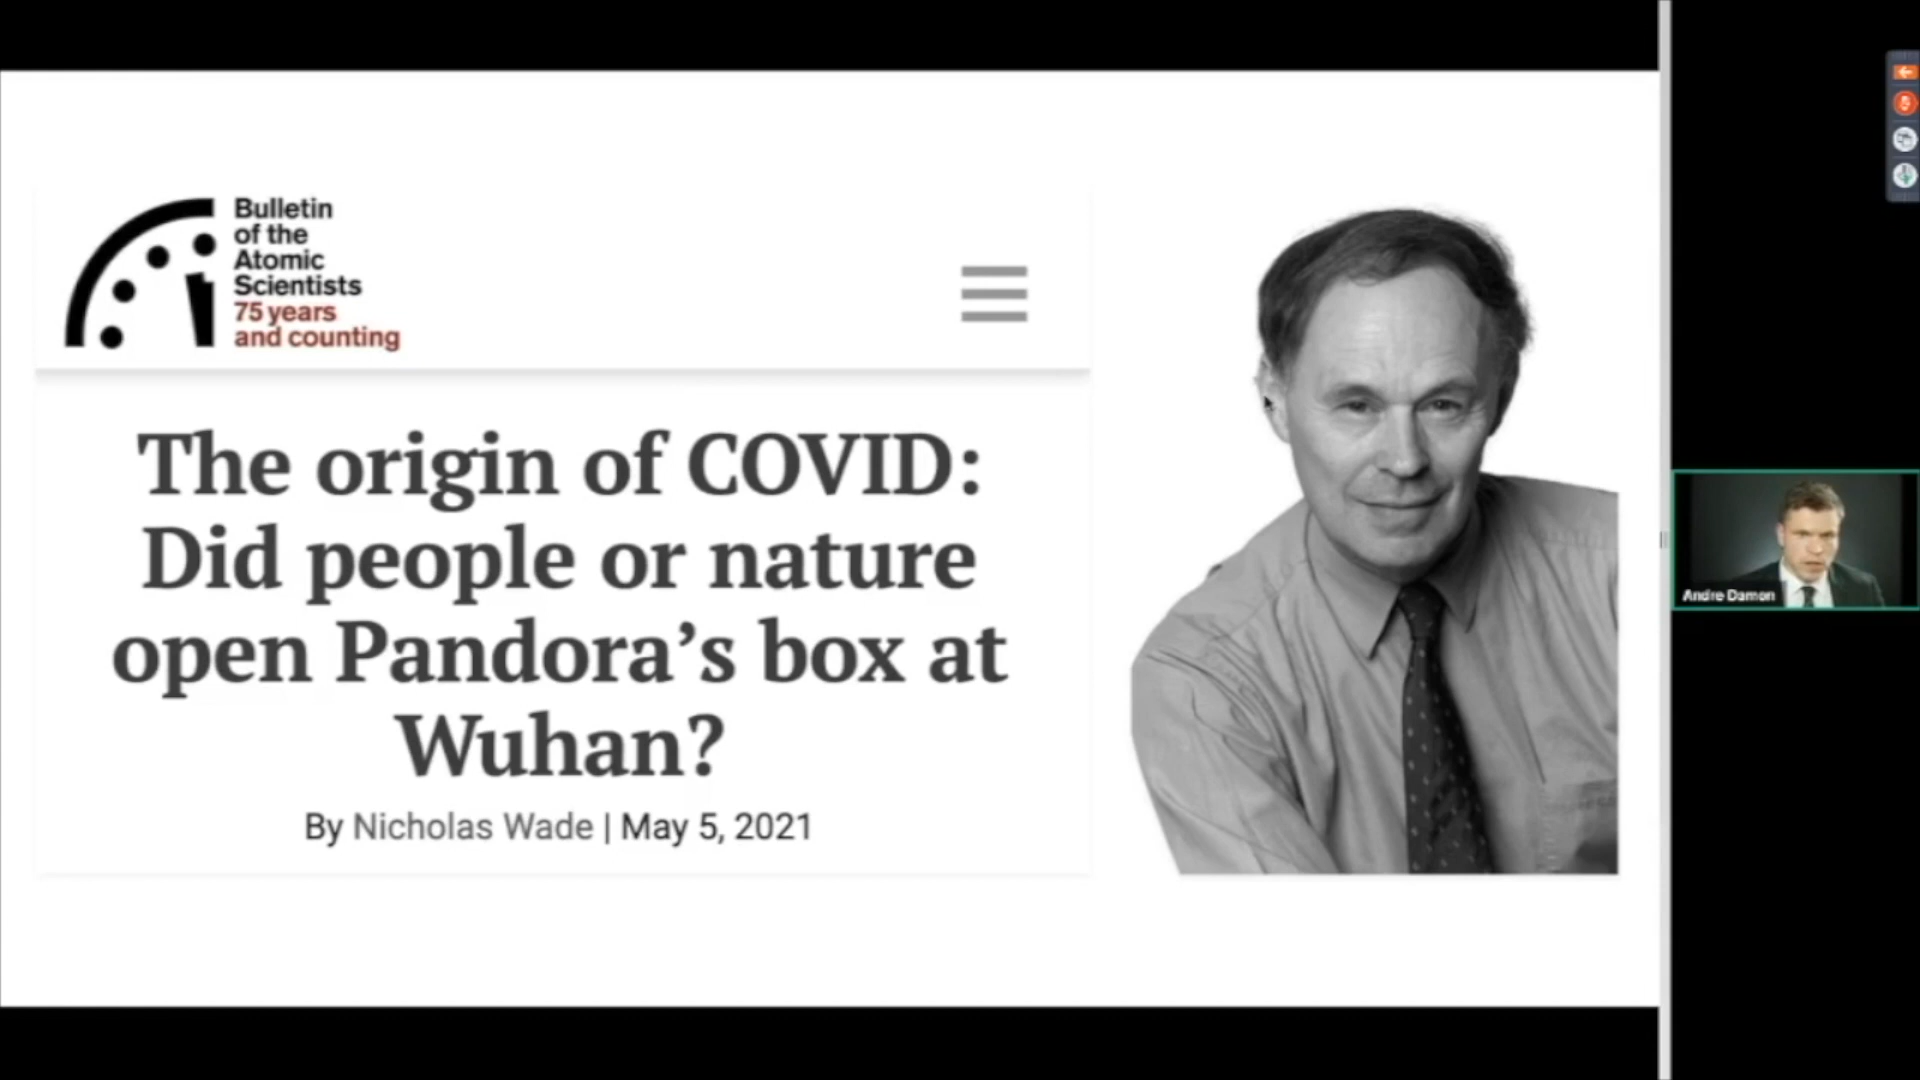 Bulletin
of the
Atomic
Scientists
75 years
and counting
The origin of COVID:
Did people or nature
open Pandora’s box at
Wuhan?
By Nicholas Wade | May 5, 2021
Andre Damon